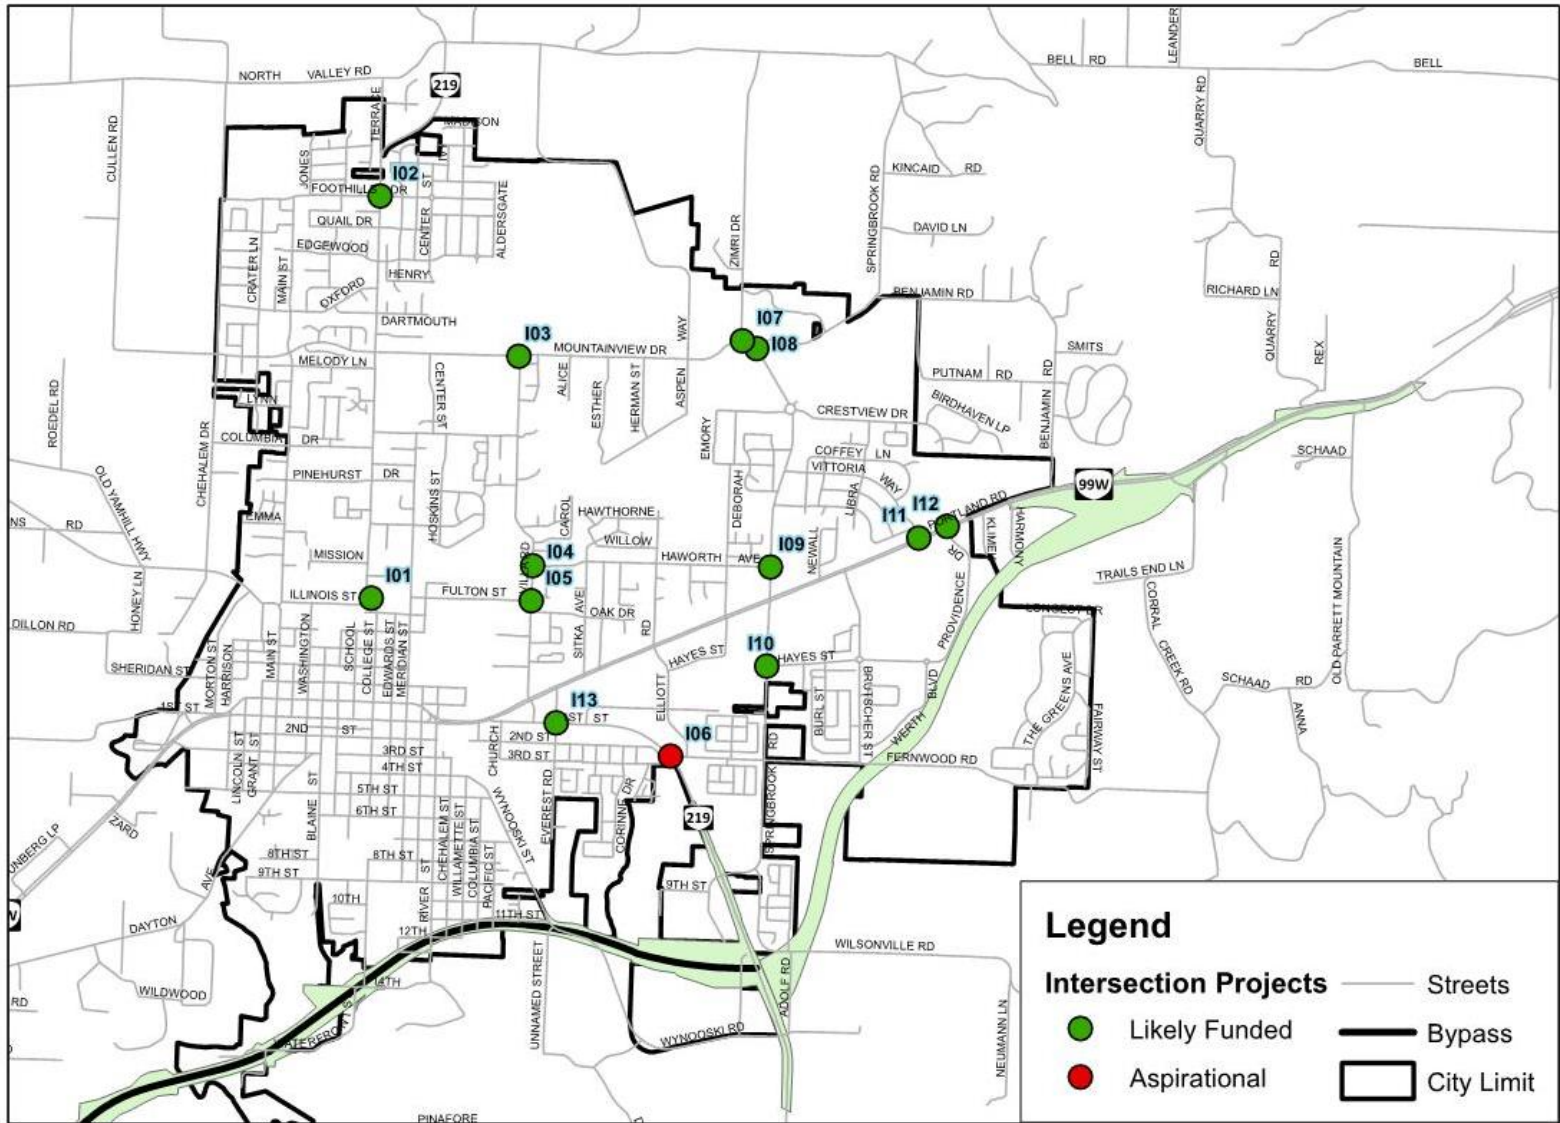 LEANDER
BELL RD
BELL
NORTH VALLEY RD
219
QUARRY RD
CULLEN RD
TERRACE
MADISON
IVY
JONES
I02
FOOTHILLS DR
ST
CENTER
ALDERSGATE
QUAIL DR
EDGEWOOD
HENRY
CRATER LN
MAIN ST
OXFORD
DARTMOUTH
KINCAID RD
SPRINGBROOK RD
DAVID LN
ZIMRI DR
BENJAMIN RD
RICHARD LN
QUARRY RD
REX
I03
MOUNTAINVIEW DR
WAY
ASPEN
I07
I08
SMITS
PUTNAM RD
BENJAMIN RD
MELODY LN
CENTER ST
ALICE
ESTHER
HERMAN ST
LYNN
ROEDEL RD
CHEHALEM DR
COLUMBIA DR
CRESTVIEW DR
BIRDHAVEN LP
EMORY
COFFEY LN
VITTORIA WAY
LIBRA
SCHAAD
PINEHURST DR
OLD YAMHILL HWY
HOSKINS ST
DEBORAH
99W
I11
I12
PORTLAND RD
NS RD
EMMA
CAROL
HAWTHORNE
WILLOW
KLIMEK
HARMONY
DR
MISSION
I04
VILLA RD
HAWORTH AVE
I09
NEWALL
OLD PARRETT MOUNTAIN
HONEY LN
I01
ILLINOIS ST
FULTON ST
I05
SITKA AVE
OAK DR
RD
TRAILS END LN
CORRAL CREEK RD
PROVIDENCE
LONGEST DR
DILLON RD
SHERIDAN ST
MORTON ST
HARRISON
MAIN ST
WASHINGTON
SCHOOL
COLLEGE ST
EDWARDS ST
MERIDIAN ST
HAYES ST
I10
HAYES ST
ELLIOTT
BURL ST
BRUTSCHER ST
BLVD
WERTH
THE GREENS AVE
FAIRWAY ST
SCHAAD RD
ANNA
1ST ST
2ND ST
I13
ST ST
2ND ST
3RD ST
I06
RD
FERNWOOD RD
LINCOLN ST
GRANT ST
3RD ST
4TH ST
CHURCH
5TH ST
6TH ST
BLAINE ST
WYNOOSKI ST
EVEREST RD
CORINNE DR
219
SPRINGBROOK
UNBERG LP
ZARD
8TH ST
8TH ST
9TH ST
AVE
CHEHALEM ST
WILLAMETTE ST
COLUMBIA ST
PACIFIC ST
RIVER ST
9TH ST
10TH
11TH ST
12TH
DAYTON
WILDWOOD
14TH
WATERFRONT S
UNNAMED STREET
WYNOOSKI RD
ADOLF RD
WILSONVILLE RD
NEUMANN LN
RD
PINAFORE
Legend
Intersection Projects
Likely Funded
Aspirational
Streets
Bypass
City Limit